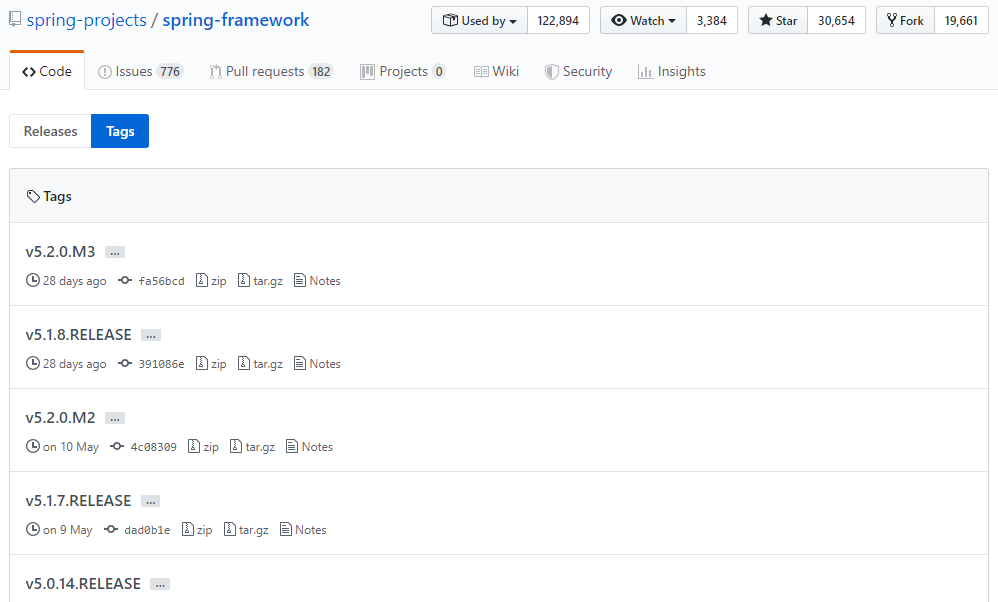 spring-projects / spring-framework Used by 122,894 Watch 3,384 Star 30,654 Fork 19,661
Code Issues 776 Pull requests 182 Projects 0 Wiki Security Insights
Releases Tags
Tags
v5.2.0.M3 ...
28 days ago fa56bcd zip tar.gz Notes
v5.1.8.RELEASE ...
28 days ago 391086e zip tar.gz Notes
v5.2.0.M2 ...
on 10 May 4c08309 zip tar.gz Notes
v5.1.7.RELEASE ...
on 9 May dad0b1e zip tar.gz Notes
v5.0.14.RELEASE ...